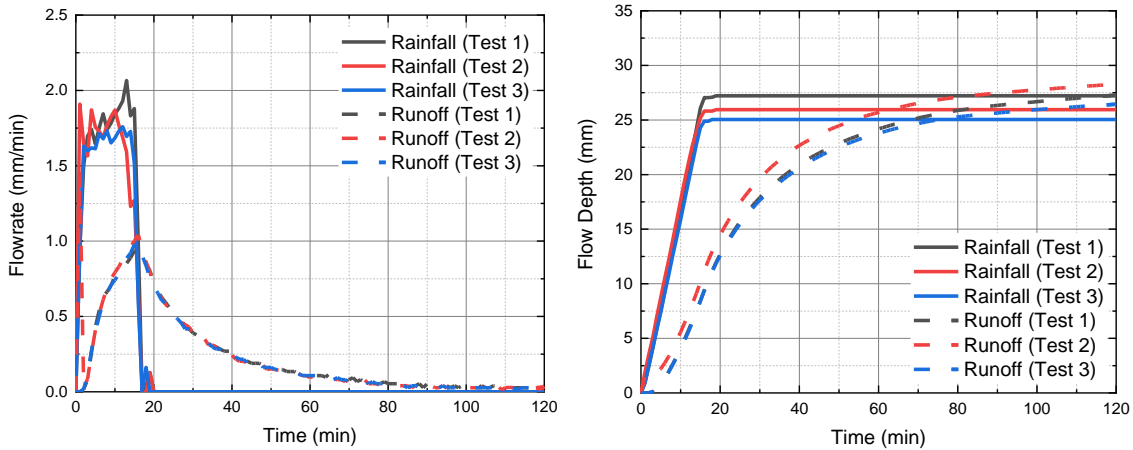 2.5
2.0
1.5
1.0
0.5
0.0
Flowrate (mm/min)
Rainfall (Test 1)
Rainfall (Test 2)
Rainfall (Test 3)
Runoff (Test 1)
Runoff (Test 2)
Runoff (Test 3)
0 20 40 60 80 100 120
Time (min)
35
30
25
20
15
10
5
0
Flow Depth (mm)
Rainfall (Test 1)
Rainfall (Test 2)
Rainfall (Test 3)
Runoff (Test 1)
Runoff (Test 2)
Runoff (Test 3)
0 20 40 60 80 100 120
Time (min)